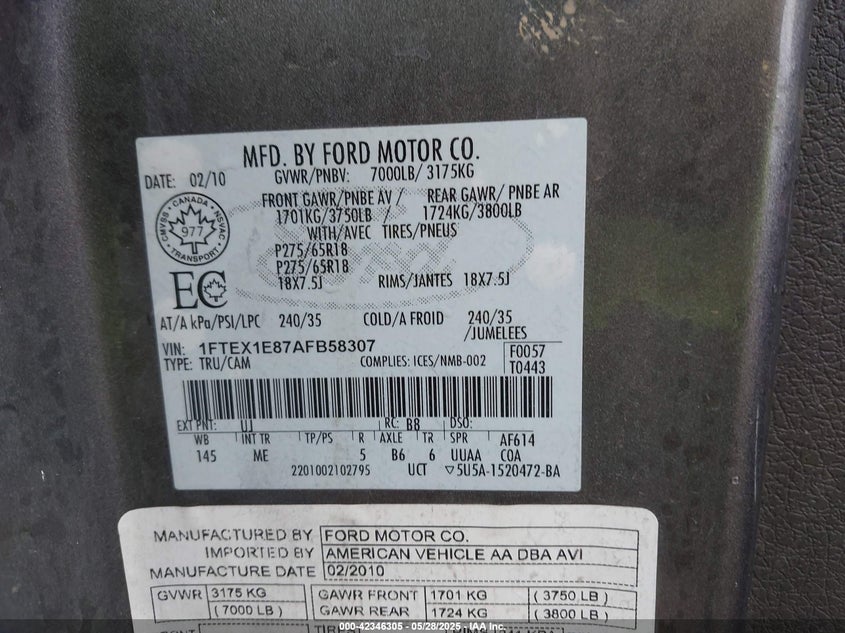 MFD. BY FORD MOTOR CO.
DATE: 02/10 GVWR/PNBV: 7000LB/ 3175KG
FRONT GAWR/PNBE AV / REAR GAWR/ PNBE AR
1701KG/3750LB / 1724KG/3800LB
WITH/AVEC TIRES/PNEUS
CANADA
CMVSS
NSVAC
977
TRANSPORT
P275/65R18
P275/65R18
18X7.5J RIMS/JANTES 18X7.5J
EC
AT/A kPa/PSI/LPC 240/35 COLD/A FROID 240/35
/JUMELEES
VIN: 1FTEX1E87AFB58307
TYPE: TRU/CAM COMPLIES: ICES/NMB-002
F0057
T0443
EXT PNT: UJ RC: B8 DSO:
WB INT TR TP/PS R AXLE TR SPR AF614
145 ME 5 B6 6 UUAA COA
2201002102795 UCT ▽5U5A-1520472-BA
MANUFACTURED BY FORD MOTOR CO.
IMPORTED BY AMERICAN VEHICLE AA DBA AVI
MANUFACTURE DATE 02/2010
GVWR 3175 KG GAWR FRONT 1701 KG ( 3750 LB )
( 7000 LB ) GAWR REAR 1724 KG ( 3800 LB )
000-42346305 - 05/28/2025 - IAA Inc.